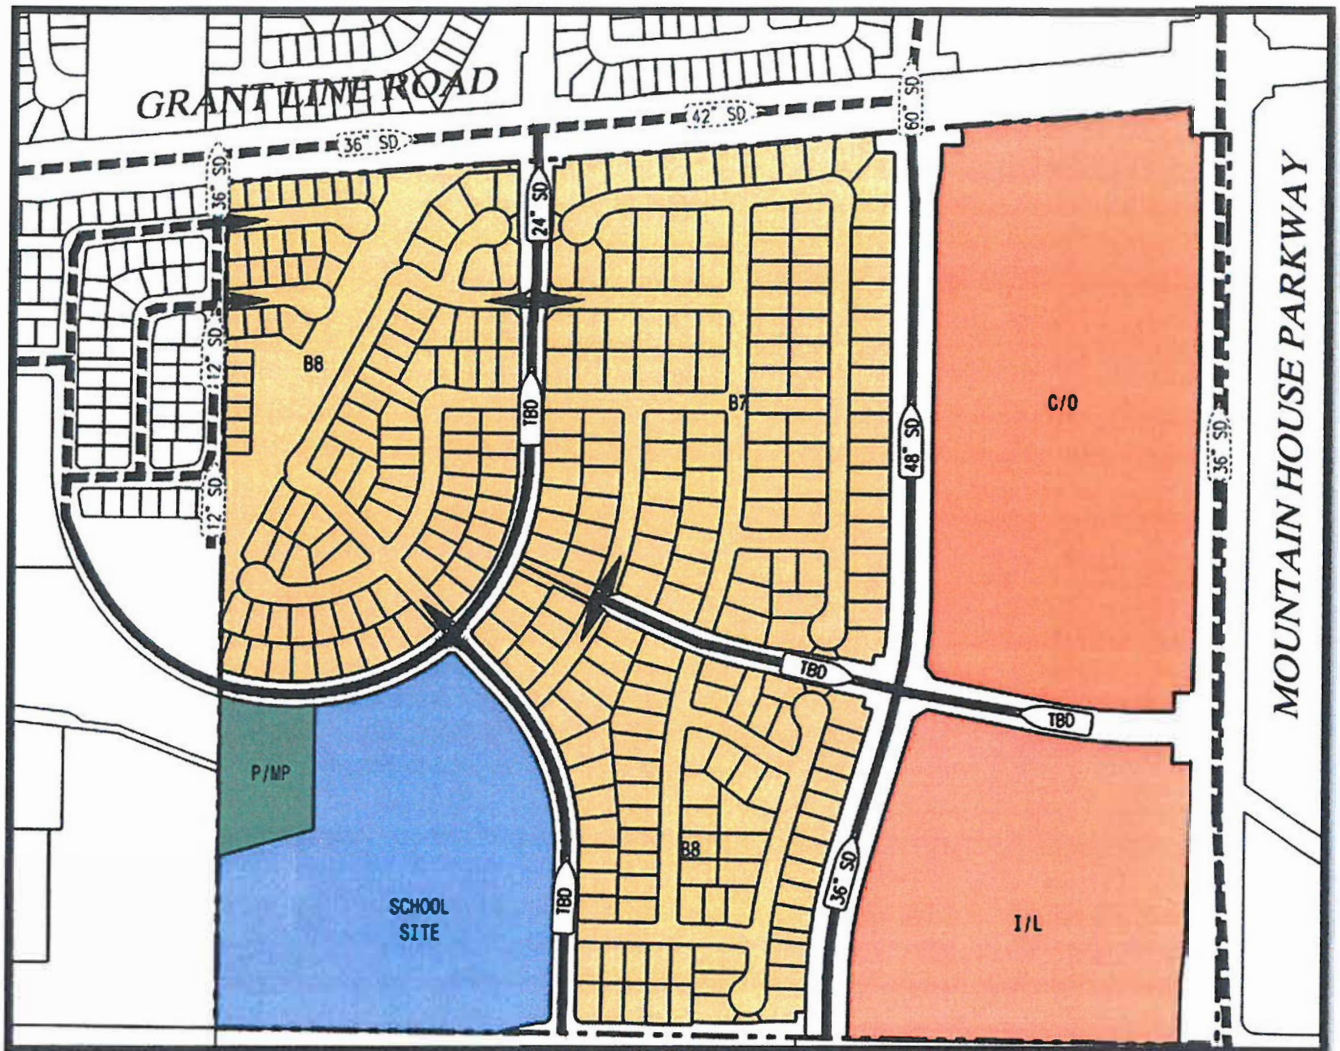 GRANT LINE ROAD
60" SD
42" SD
36" SD
36" SD
24" SD
MOUNTAIN HOUSE PARKWAY
12" SD
B8
TBD
B7
C/O
48" SD
36" SD
12" SD
TBD
TBD
P/MP
B8
36" SD
TBD
SCHOOL
SITE
I/L